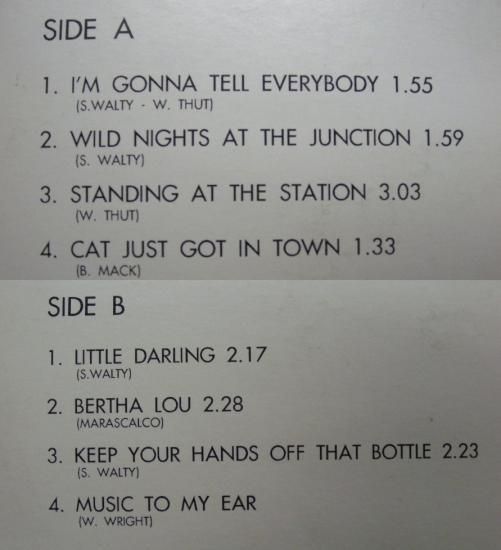 SIDE A
1. I'M GONNA TELL EVERYBODY 1.55
(S.WALTY - W. THUT)
2. WILD NIGHTS AT THE JUNCTION 1.59
(S. WALTY)
3. STANDING AT THE STATION 3.03
(W. THUT)
4. CAT JUST GOT IN TOWN 1.33
(B. MACK)
SIDE B
1. LITTLE DARLING 2.17
(S.WALTY)
2. BERTHA LOU 2.28
(MARASCALCO)
3. KEEP YOUR HANDS OFF THAT BOTTLE 2.23
(S. WALTY)
4. MUSIC TO MY EAR
(W. WRIGHT)